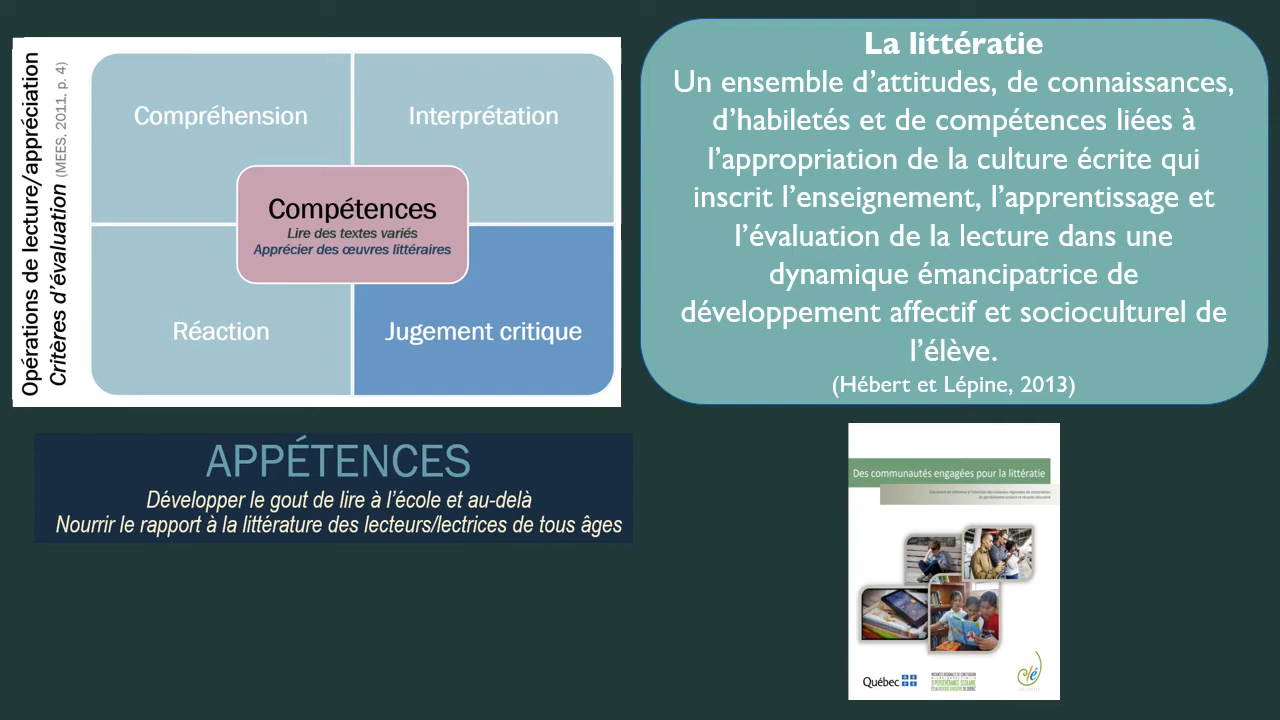 Opérations de lecture/appréciation
Critères d'évaluation (MEES, 2011, p. 4)
Compréhension
Interprétation
Compétences
Lire des textes variés
Apprécier des œuvres littéraires
Réaction
Jugement critique
La littératie
Un ensemble d'attitudes, de connaissances,
d'habiletés et de compétences liées à
l'appropriation de la culture écrite qui
inscrit l'enseignement, l'apprentissage et
l'évaluation de la lecture dans une
dynamique émancipatrice de
développement affectif et socioculturel de
l'élève.
(Hébert et Lépine, 2013)
APPÉTENCES
Développer le gout de lire à l'école et au-delà
Nourrir le rapport à la littérature des lecteurs/lectrices de tous âges
Des communautés engagées pour la littératie
Québec